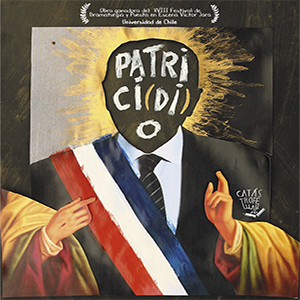 Obra ganadora del XVIII Festival de
Dramaturgia y Puesta en Escena Víctor Jara
Universidad de Chile
PATRI
CI(DI)
O
CATÁS
TROFE